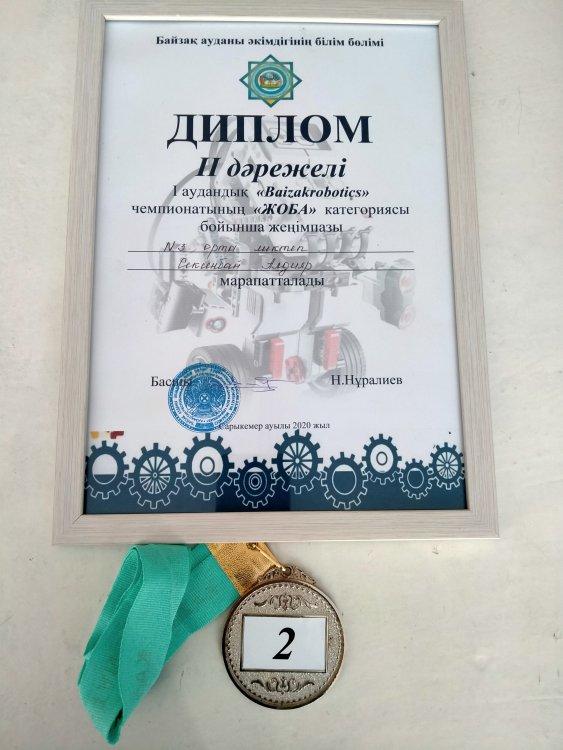 Байзақ ауданы әкімдігінің білім бөлімі
ДИПЛОМ
ІІ дәрежелі
І аудандық «Baizakrobotics»
чемпионатының «ЖОБА» категориясы
бойынша жеңімпазы
№3 орта мектеп
марапатталады
Басшы Н.Нұралиев
Сарыкемер ауылы 2020 жыл
2